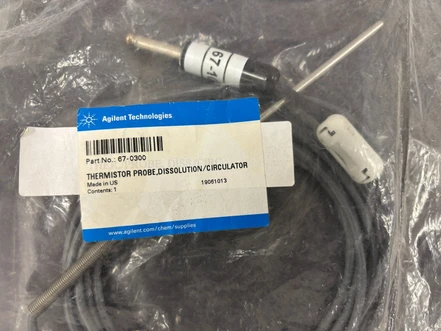 67-1
Agilent Technologies
Part No.: 67-0300
THERMISTOR PROBE,DISSOLUTION/CIRCULATOR
Made in US
19061013
Contents: 1
www.agilent.com/chem/supplies